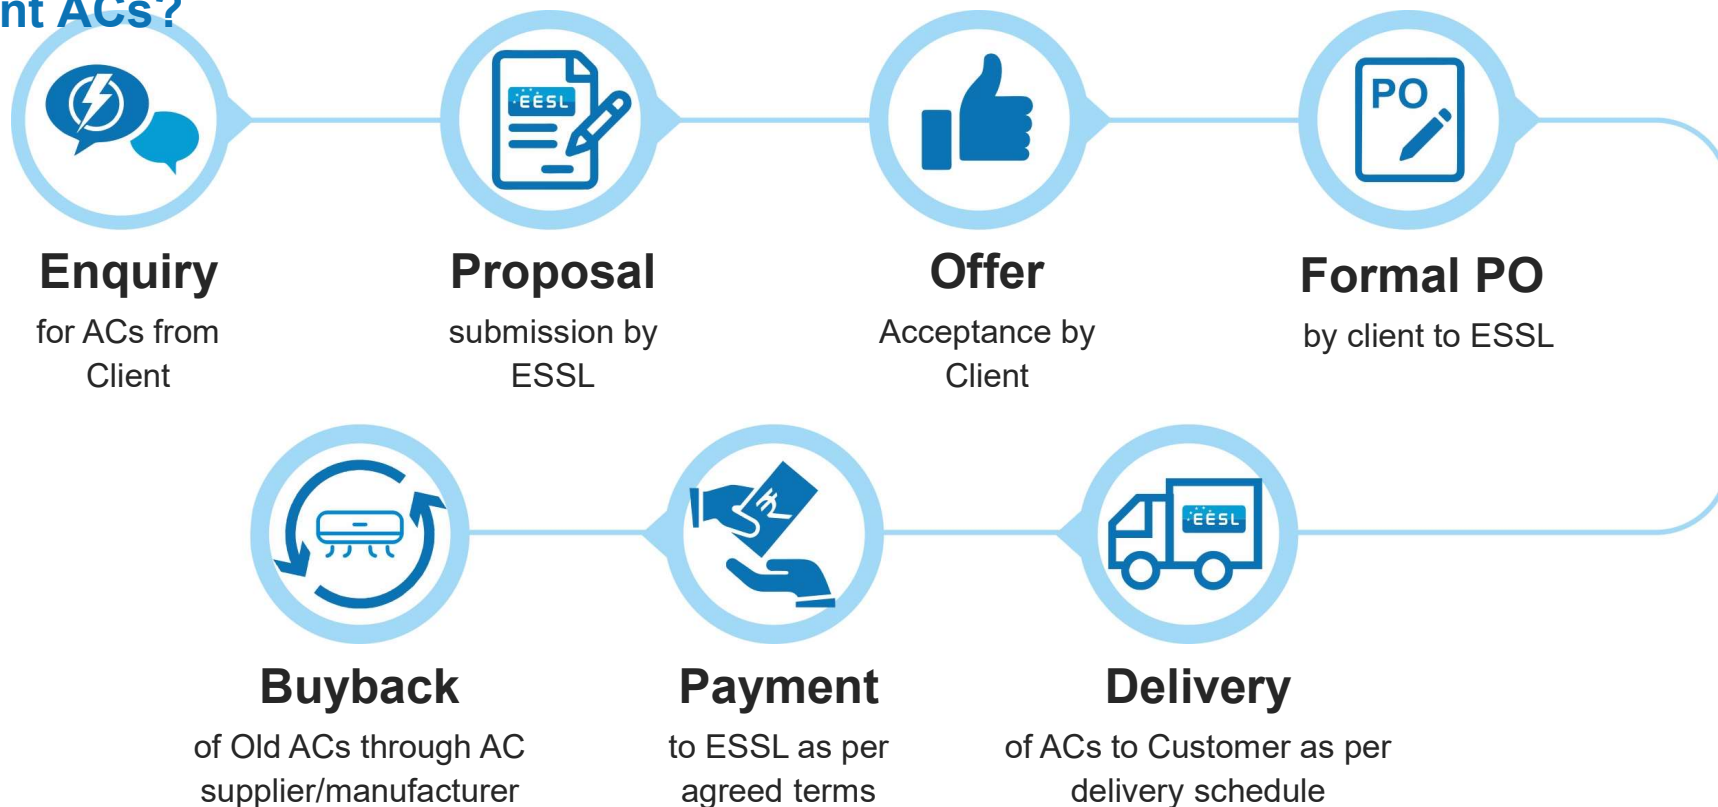 nt ACs?
EESL
PO
Enquiry
for ACs from
Client
Proposal
submission by
ESSL
Offer
Acceptance by
Client
Formal PO
by client to ESSL
₹
EESL
Delivery
of ACs to Customer as per
delivery schedule
Payment
to ESSL as per
agreed terms
Buyback
of Old ACs through AC
supplier/manufacturer